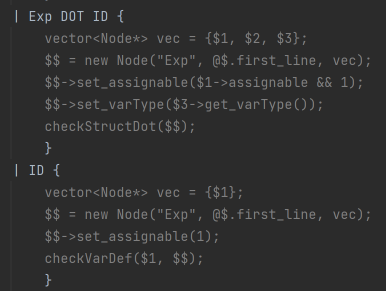 | Exp DOT ID {
vector<Node*> vec = {$1, $2, $3};
$$ = new Node("Exp", @$.first_line, vec);
$$->set_assignable($1->assignable && 1);
$$->set_varType($3->get_varType());
checkStructDot($$);
}
| ID {
vector<Node*> vec = {$1};
$$ = new Node("Exp", @$.first_line, vec);
$$->set_assignable(1);
checkVarDef($1, $$);
}